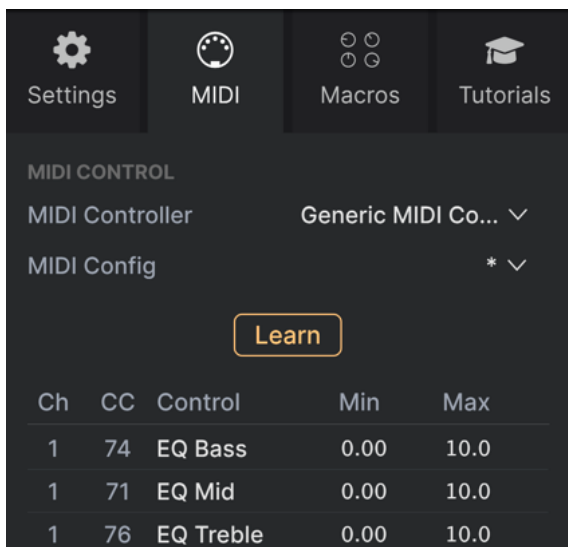 Settings MIDI Macros Tutorials
MIDI CONTROL
MIDI Controller Generic MIDI Co...
MIDI Config *
Learn
Ch CC Control Min Max
1 74 EQ Bass 0.00 10.0
1 71 EQ Mid 0.00 10.0
1 76 EQ Treble 0.00 10.0